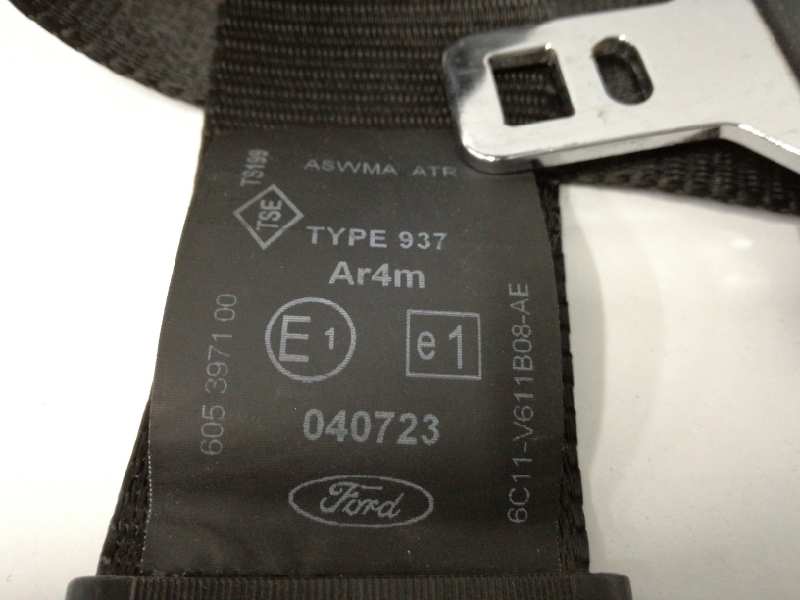 ASWMA ATR
TS199
TSE
TYPE 937
Ar4m
E1
e1
040723
Ford
605 3971 00
6C11-V611B08-AE